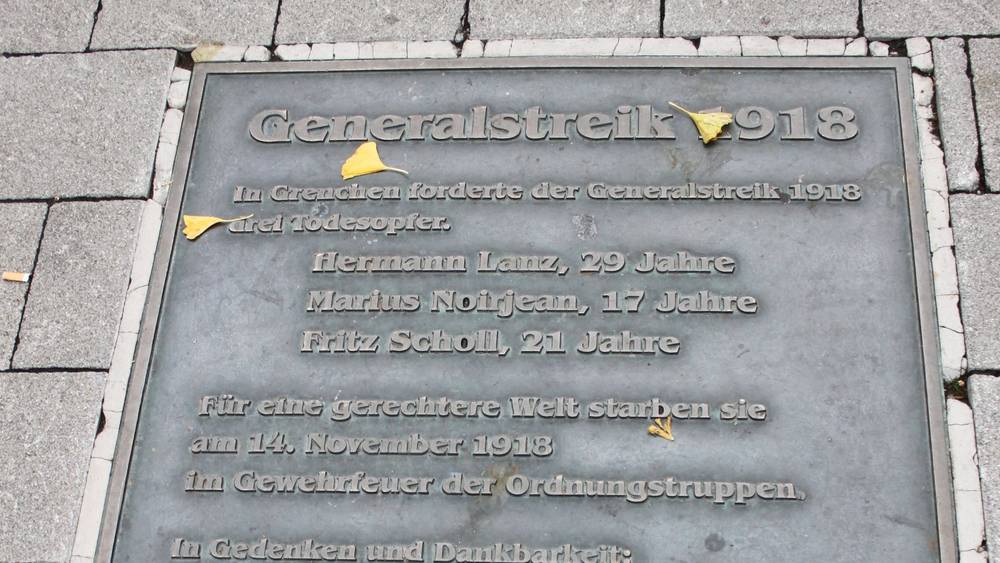 Generalstreik 1918
In Grenchen forderte der Generalstreik 1918
drei Todesopfer.
Hermann Lanz, 29 Jahre
Marius Noirjean, 17 Jahre
Fritz Scholl, 21 Jahre
Für eine gerechtere Welt starben sie
am 14. November 1918
im Gewehrfeuer der Ordnungstruppen.
In Gedenken und Dankbarkeit: